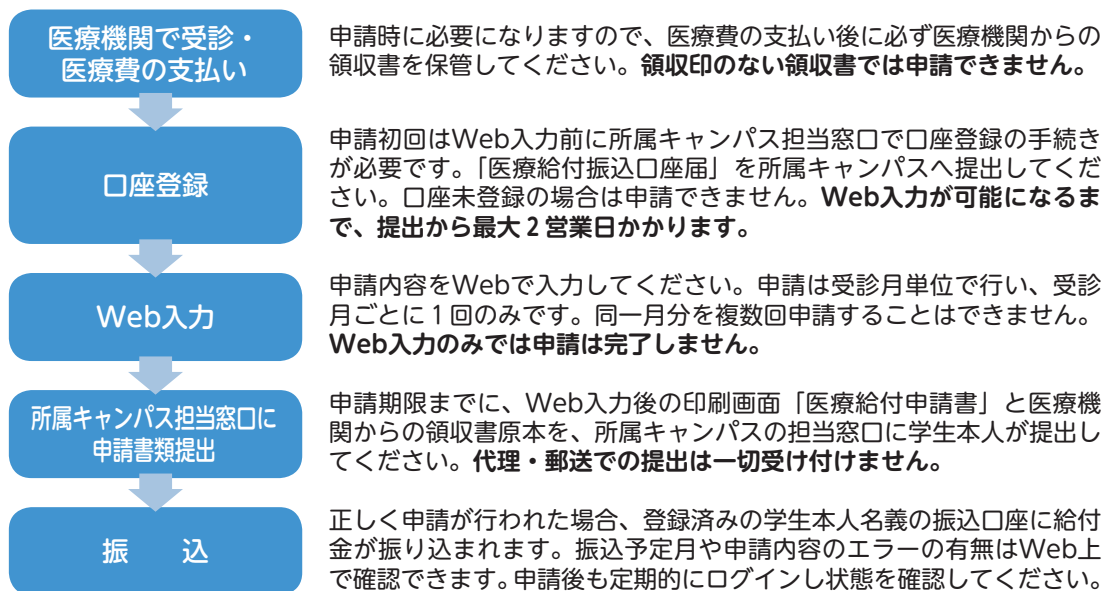 医療機関で受診・
医療費の支払い
申請時に必要になりますので、医療費の支払い後に必ず医療機関からの
領収書を保管してください。領収印のない領収書では申請できません。
口座登録
申請初回はWeb入力前に所属キャンパス担当窓口で口座登録の手続き
が必要です。「医療給付振込口座届」を所属キャンパスへ提出してくだ
さい。口座未登録の場合は申請できません。Web入力が可能になるま
で、提出から最大2営業日かかります。
Web入力
申請内容をWebで入力してください。申請は受診月単位で行い、受診
月ごとに1回のみです。同一月分を複数回申請することはできません。
Web入力のみでは申請は完了しません。
所属キャンパス担当窓口に
申請書類提出
申請期限までに、Web入力後の印刷画面「医療給付申請書」と医療機
関からの領収書原本を、所属キャンパスの担当窓口に学生本人が提出し
てください。代理・郵送での提出は一切受け付けません。
振　込
正しく申請が行われた場合、登録済みの学生本人名義の振込口座に給付
金が振り込まれます。振込予定月や申請内容のエラーの有無はWeb上
で確認できます。申請後も定期的にログインし状態を確認してください。